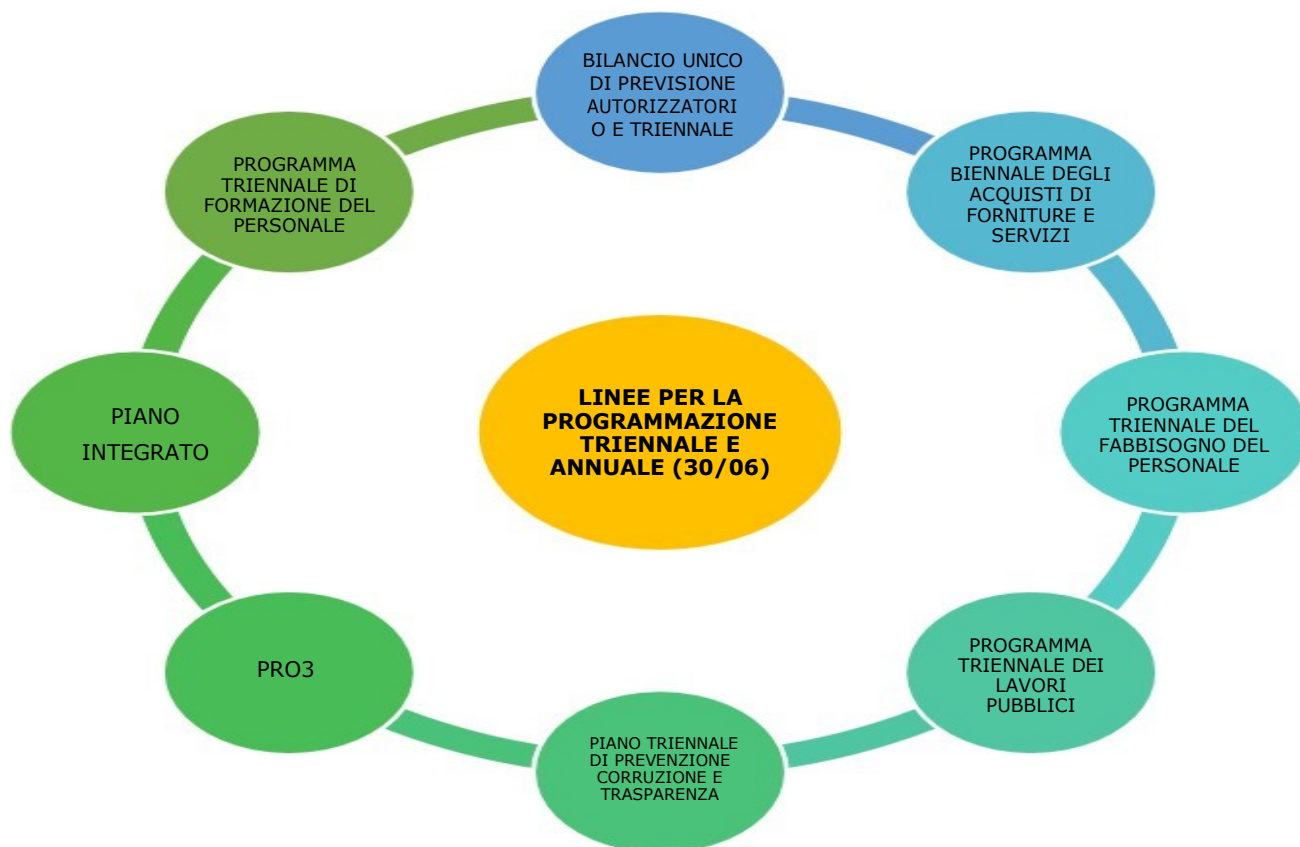 BILANCIO UNICO
DI PREVISIONE
AUTORIZZATORI
O E TRIENNALE
PROGRAMMA
BIENNALE DEGLI
ACQUISTI DI
FORNITURE E
SERVIZI
PROGRAMMA
TRIENNALE DEL
FABBISOGNO DEL
PERSONALE
PROGRAMMA
TRIENNALE DEI
LAVORI
PUBBLICI
PIANO TRIENNALE
DI PREVENZIONE
CORRUZIONE E
TRASPARENZA
PRO3
PIANO
INTEGRATO
PROGRAMMA
TRIENNALE DI
FORMAZIONE DEL
PERSONALE
LINEE PER LA
PROGRAMMAZIONE
TRIENNALE E
ANNUALE (30/06)